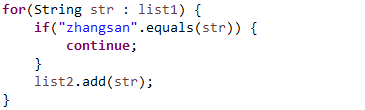 for(String str : list1) {
    if("zhangsan".equals(str)) {
        continue;
    }
    list2.add(str);
}